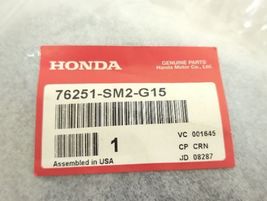 HONDA
GENUINE PARTS
Honda Motor Co., Ltd.
76251-SM2-G15
1
VC 001645
CP CRN
JD 08287
Assembled in USA